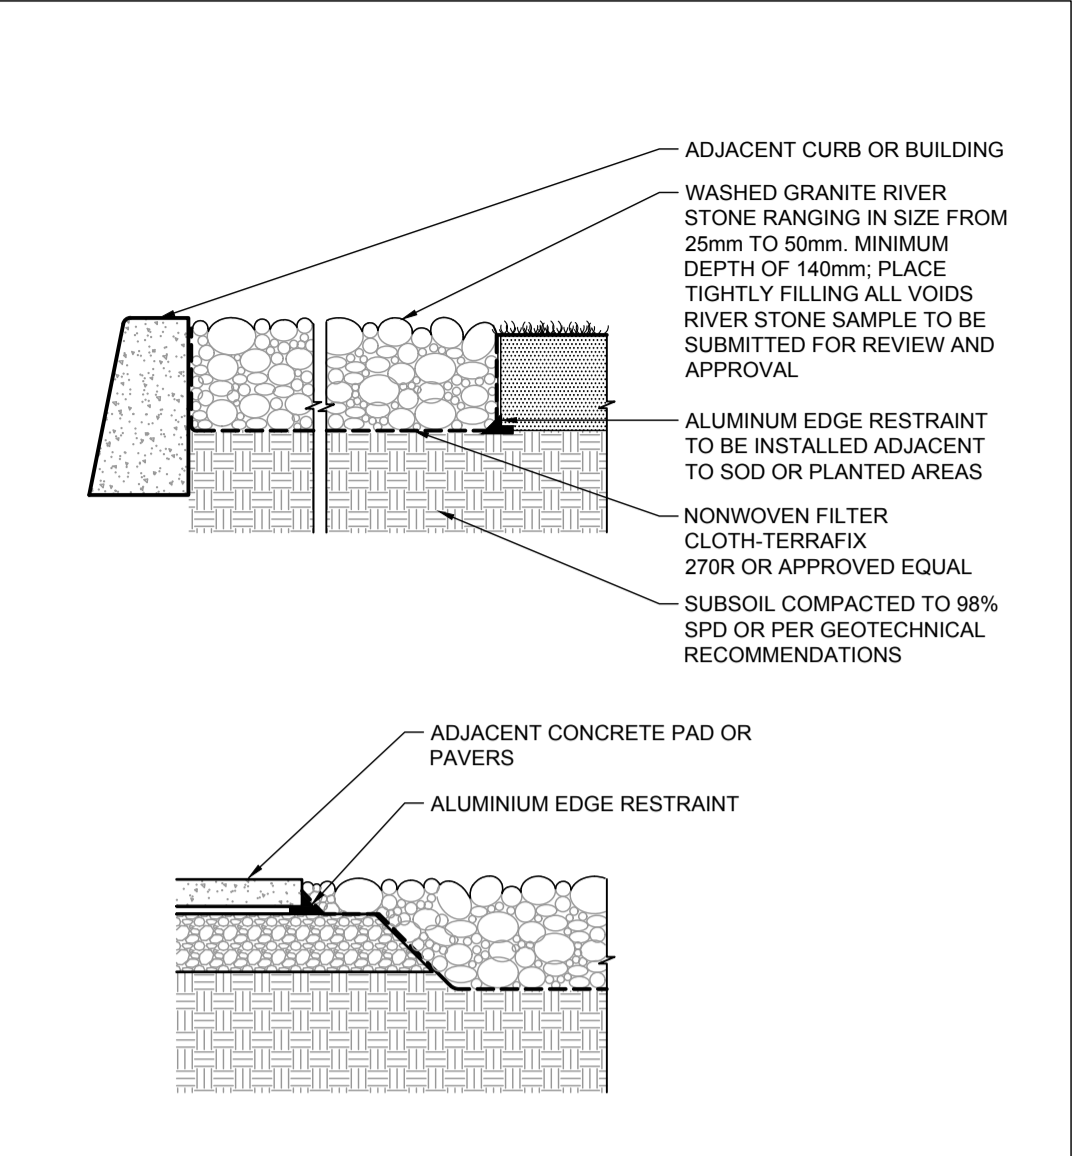 ADJACENT CURB OR BUILDING
WASHED GRANITE RIVER
STONE RANGING IN SIZE FROM
25mm TO 50mm. MINIMUM
DEPTH OF 140mm; PLACE
TIGHTLY FILLING ALL VOIDS
RIVER STONE SAMPLE TO BE
SUBMITTED FOR REVIEW AND
APPROVAL
ALUMINUM EDGE RESTRAINT
TO BE INSTALLED ADJACENT
TO SOD OR PLANTED AREAS
NONWOVEN FILTER
CLOTH-TERRAFIX
270R OR APPROVED EQUAL
SUBSOIL COMPACTED TO 98%
SPD OR PER GEOTECHNICAL
RECOMMENDATIONS
ADJACENT CONCRETE PAD OR
PAVERS
ALUMINIUM EDGE RESTRAINT